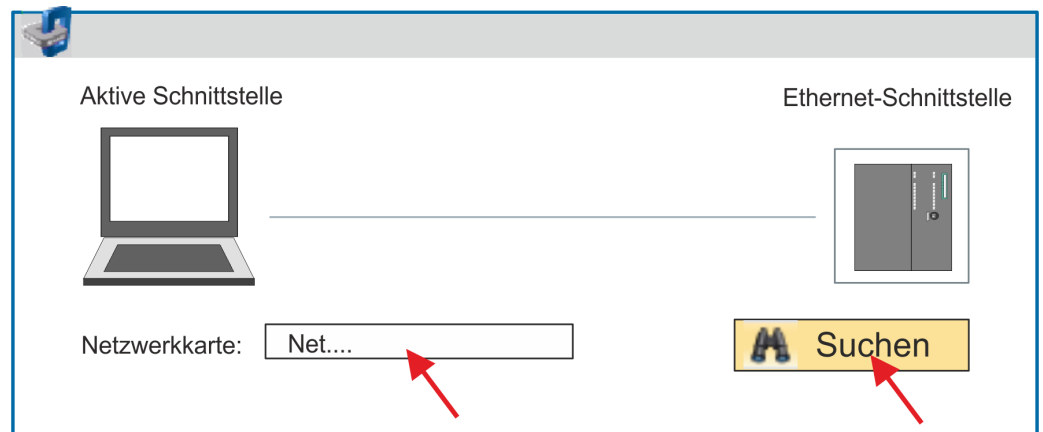 Aktive Schnittstelle
Ethernet-Schnittstelle
Netzwerkkarte:
Net....
Suchen